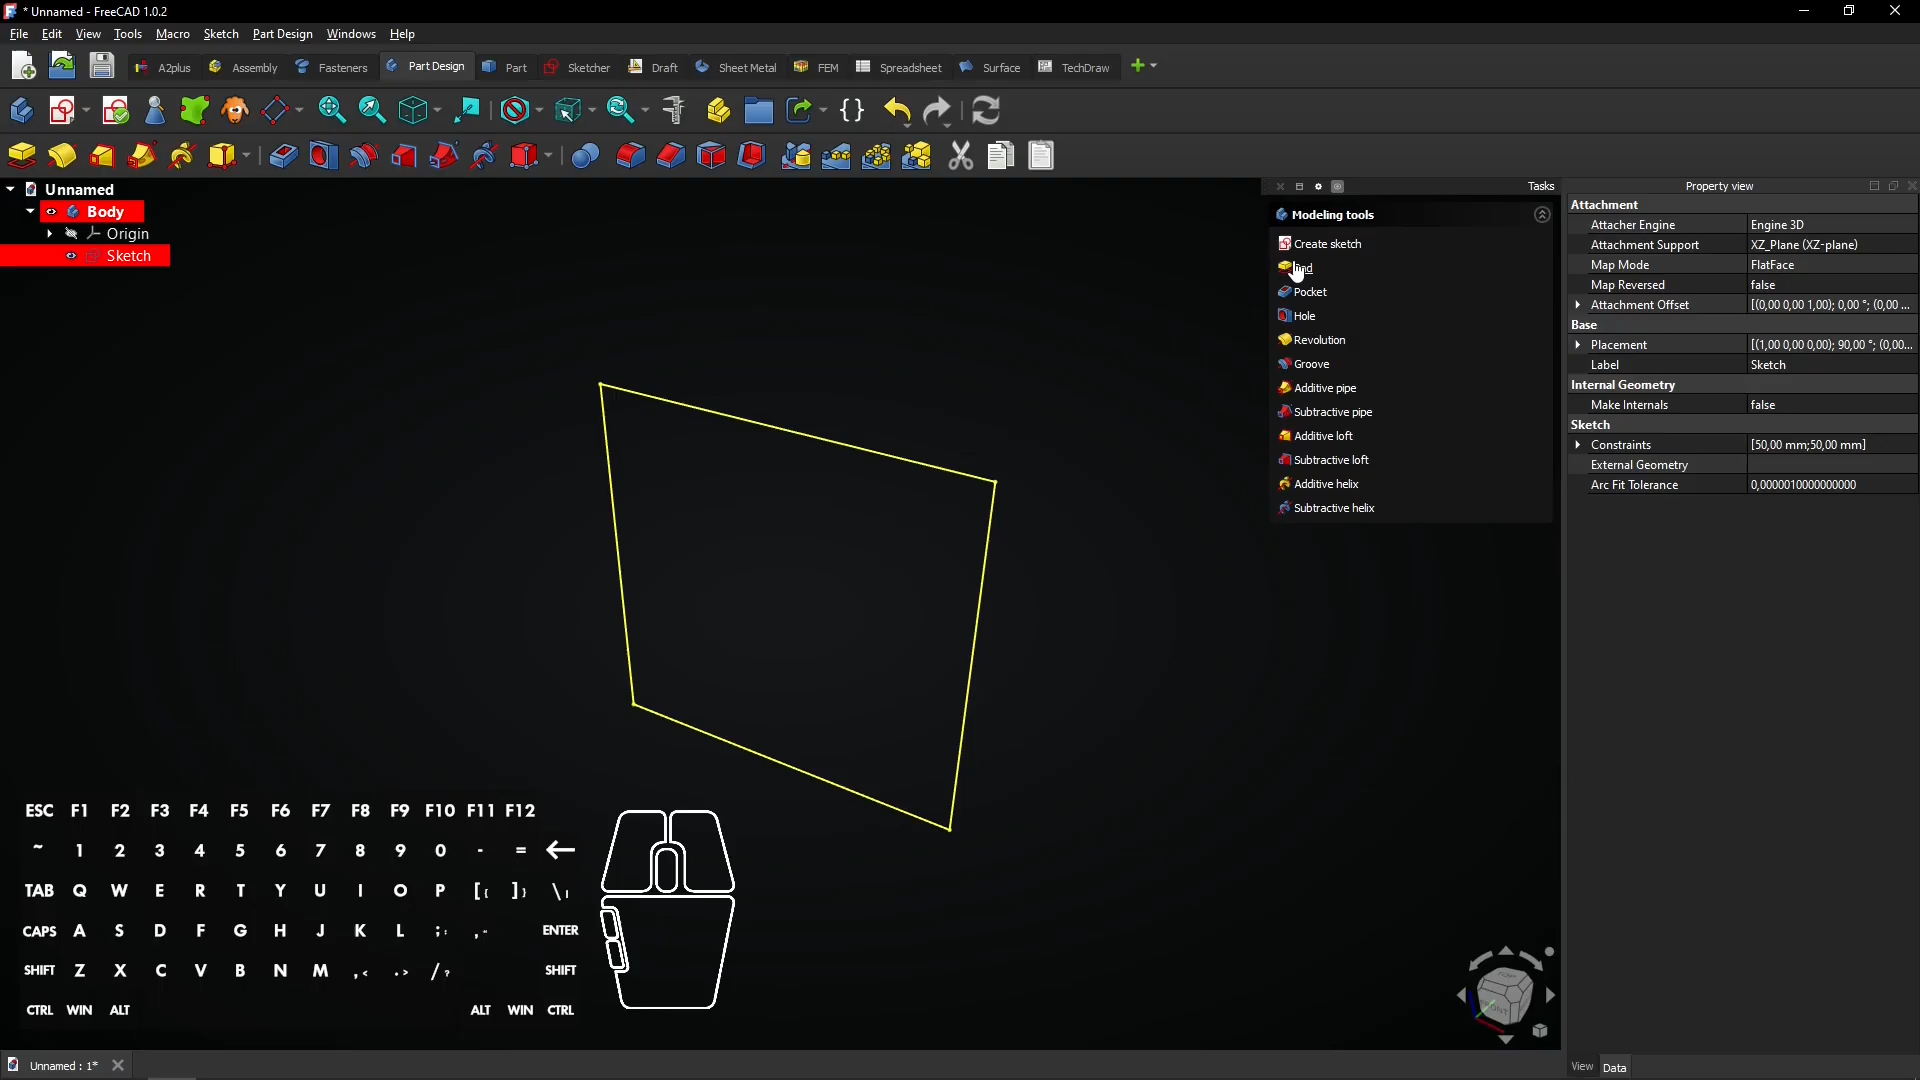 * Unnamed - FreeCAD 1.0.2
File Edit View Tools Macro Sketch Part Design Windows Help
A2plus Assembly Fasteners Part Design Part Sketcher Draft Sheet Metal FEM Spreadsheet Surface TechDraw
Unnamed
Body
Origin
Sketch
Tasks
Modeling tools
Create sketch
Pocket
Hole
Revolution
Groove
Additive pipe
Subtractive pipe
Additive loft
Subtractive loft
Additive helix
Subtractive helix
Property view
Attachment
Attacher Engine Engine 3D
Attachment Support XZ_Plane (XZ-plane)
Map Mode FlatFace
Map Reversed false
Attachment Offset [(0,00 0,00 1,00); 0,00 °; (0,00 ...
Base
Placement [(1,00 0,00 0,00); 90,00 °; (0,00...
Label Sketch
Internal Geometry
Make Internals false
Sketch
Constraints [50,00 mm;50,00 mm]
External Geometry
Arc Fit Tolerance 0,0000010000000000
ESC F1 F2 F3 F4 F5 F6 F7 F8 F9 F10 F11 F12
~ 1 2 3 4 5 6 7 8 9 0 - = ←
TAB Q W E R T Y U I O P [{ ]} \|
CAPS A S D F G H J K L ;: ," ENTER
SHIFT Z X C V B N M ,< .> /? SHIFT
CTRL WIN ALT ALT WIN CTRL
TOP
FRONT
Unnamed : 1*
View Data